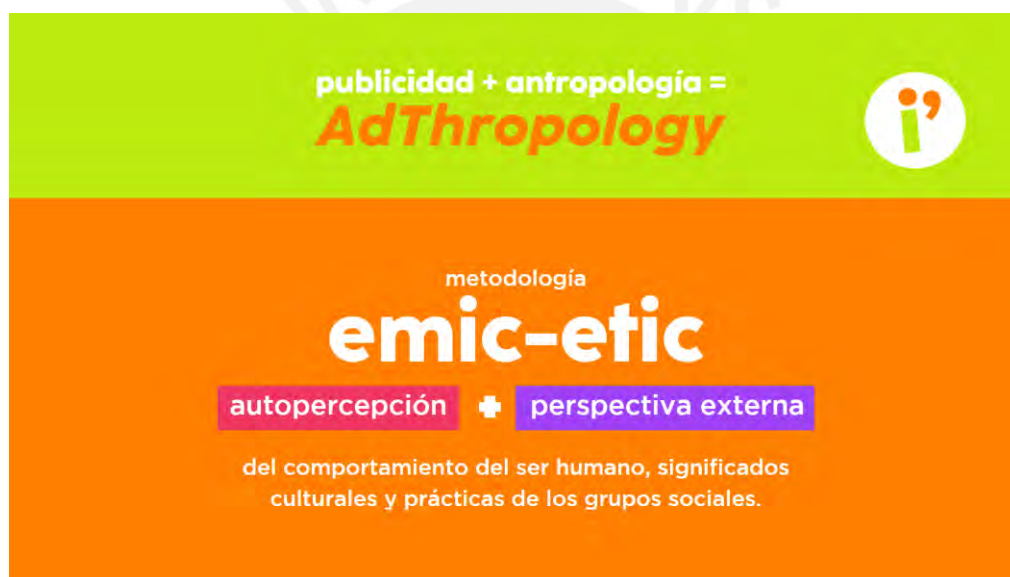 publicidad + antropología =
AdThropology
i’
metodología
emic-etic
autopercepción + perspectiva externa
del comportamiento del ser humano, significados
culturales y prácticas de los grupos sociales.